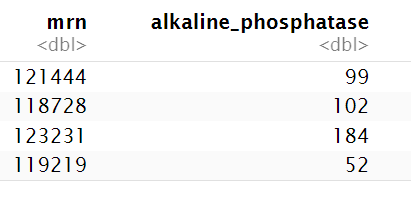 mrn alkaline_phosphatase
<dbl> <dbl>
121444 99
118728 102
123231 184
119219 52